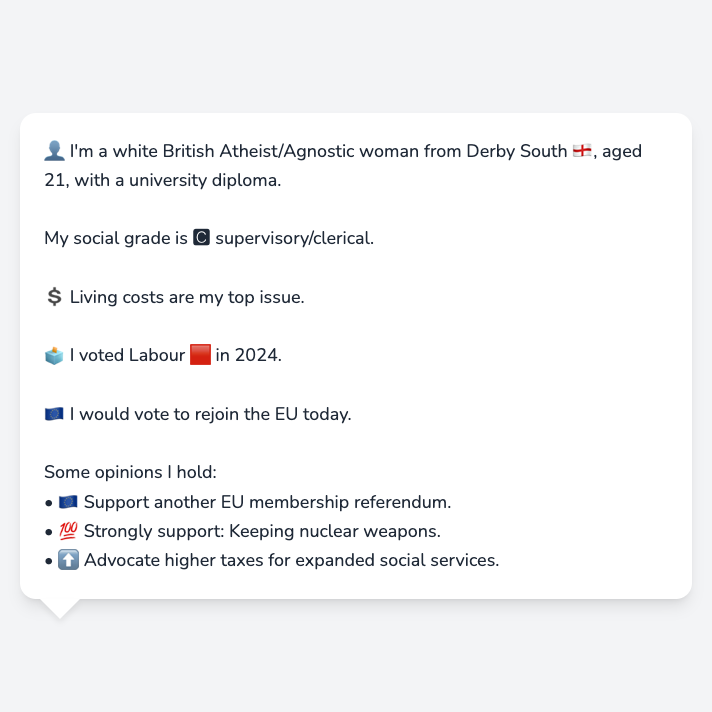 👤 I'm a white British Atheist/Agnostic woman from Derby South 🏴󠁧󠁢󠁥󠁮󠁧󠁿, aged
21, with a university diploma.
My social grade is 🅲 supervisory/clerical.
💲 Living costs are my top issue.
🗳️ I voted Labour 🟥 in 2024.
🇪🇺 I would vote to rejoin the EU today.
Some opinions I hold:
• 🇪🇺 Support another EU membership referendum.
• 💯 Strongly support: Keeping nuclear weapons.
• ⬆️ Advocate higher taxes for expanded social services.